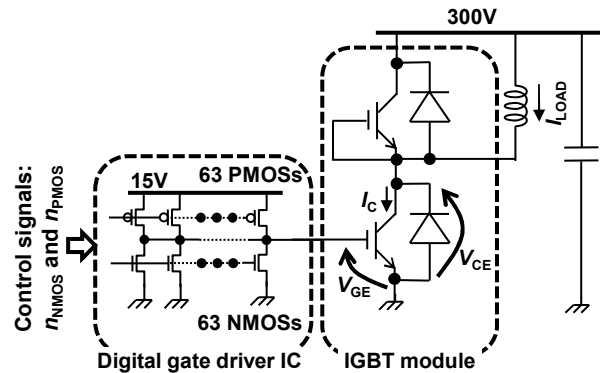 300V
I_LOAD
15V
63 PMOSs
I_C
V_CE
V_GE
Control signals:
n_NMOS and n_PMOS
63 NMOSs
Digital gate driver IC
IGBT module